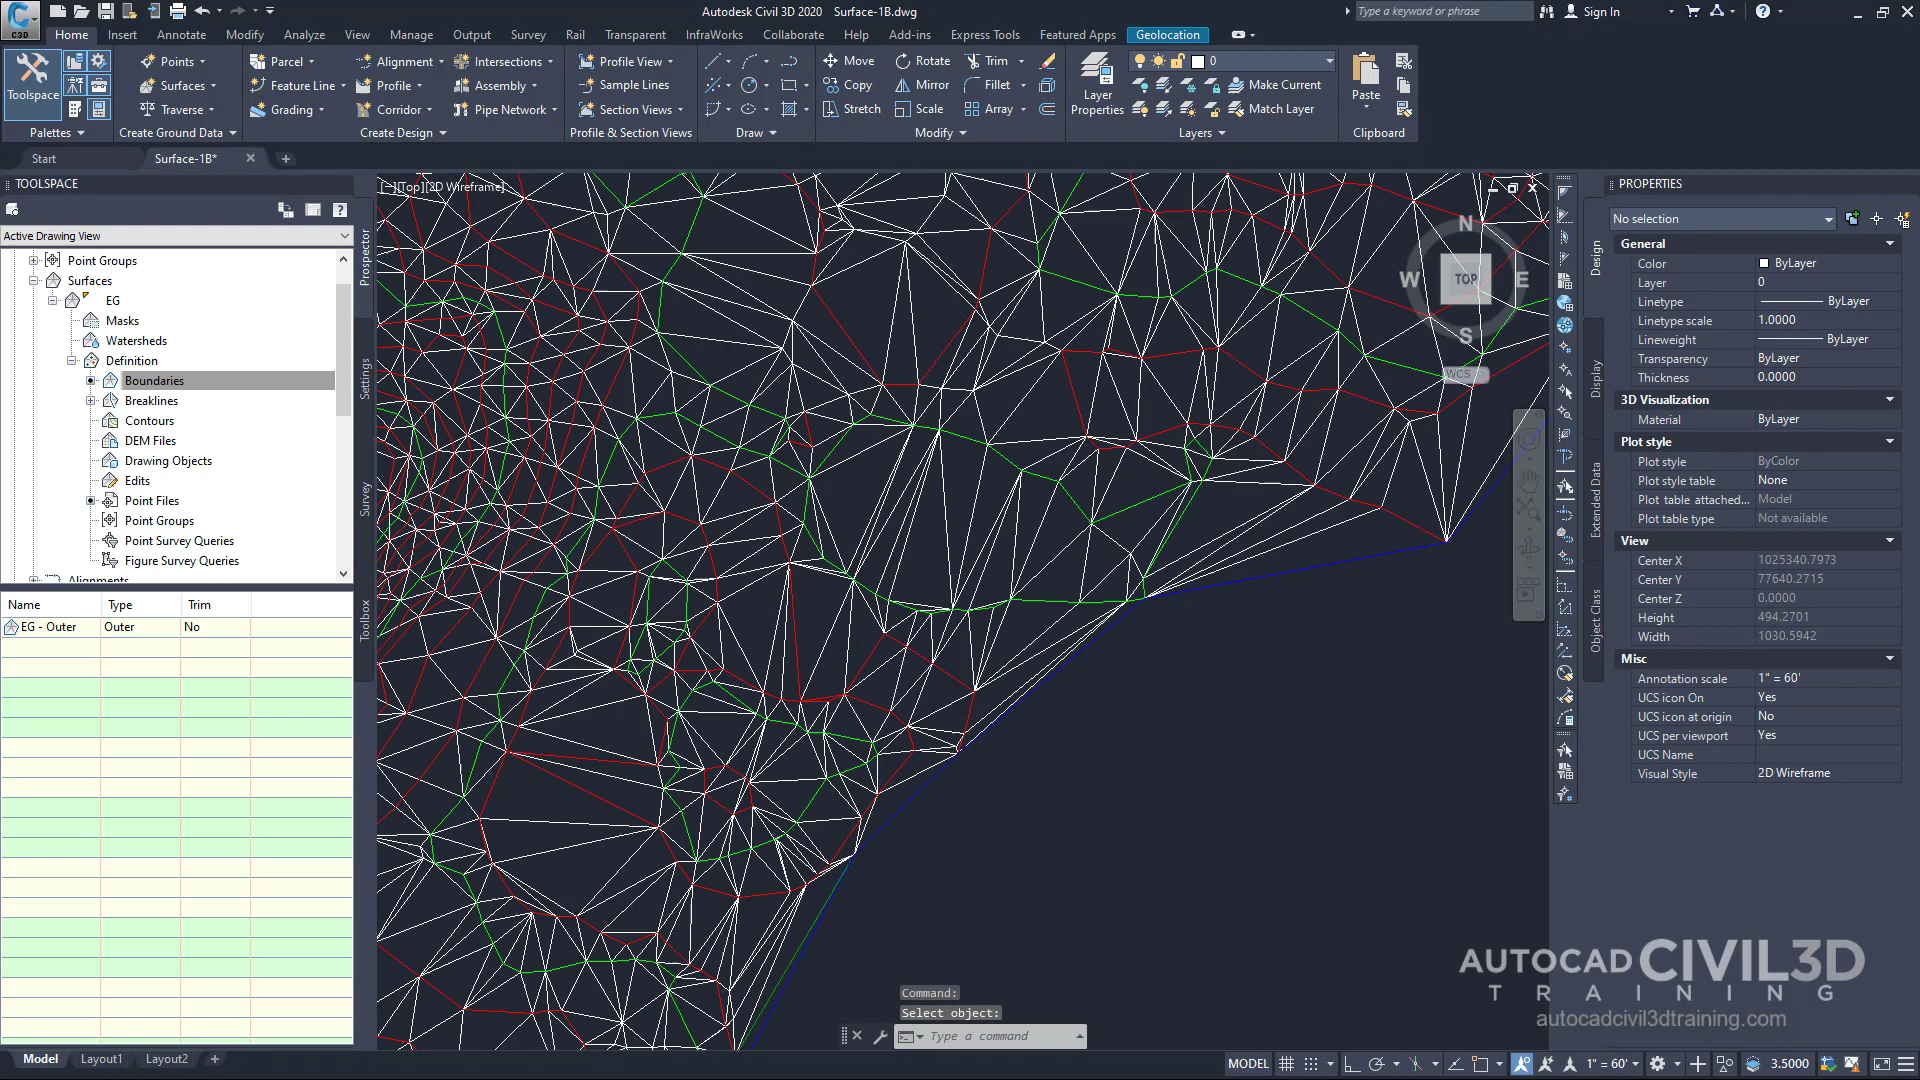 Autodesk Civil 3D 2020 Surface-1B.dwg
Type a keyword or phrase
Sign In
C3D
Home Insert Annotate Modify Analyze View Manage Output Survey Rail Transparent InfraWorks Collaborate Help Add-ins Express Tools Featured Apps Geolocation
Points Parcel Alignment Intersections Profile View Move Rotate Trim 0
Toolspace Surfaces Feature Line Profile Assembly Sample Lines Copy Mirror Fillet Layer Properties Make Current Paste
Traverse Grading Corridor Pipe Network Section Views Stretch Scale Array Match Layer
Palettes Create Ground Data Create Design Profile & Section Views Draw Modify Layers Clipboard
Start Surface-1B*
TOOLSPACE
Active Drawing View
Point Groups
Surfaces
EG
Masks
Watersheds
Definition
Boundaries
Breaklines
Contours
DEM Files
Drawing Objects
Edits
Point Files
Point Groups
Point Survey Queries
Figure Survey Queries
Alignments
Prospector
Settings
Survey
Toolbox
Name Type Trim
EG - Outer Outer No
[−][Top][2D Wireframe]
N
W TOP E
S
WCS
Command:
Select object:
Type a command
Design
Display
Extended Data
Object Class
PROPERTIES
No selection
General
Color ByLayer
Layer 0
Linetype ByLayer
Linetype scale 1.0000
Lineweight ByLayer
Transparency ByLayer
Thickness 0.0000
3D Visualization
Material ByLayer
Plot style
Plot style ByColor
Plot style table None
Plot table attached... Model
Plot table type Not available
View
Center X 1025340.7973
Center Y 77640.2715
Center Z 0.0000
Height 494.2701
Width 1030.5942
Misc
Annotation scale 1" = 60'
UCS icon On Yes
UCS icon at origin No
UCS per viewport Yes
UCS Name
Visual Style 2D Wireframe
AUTOCAD CIVIL3D
TRAINING
autocadcivil3dtraining.com
Model Layout1 Layout2
MODEL 1" = 60' 3.5000